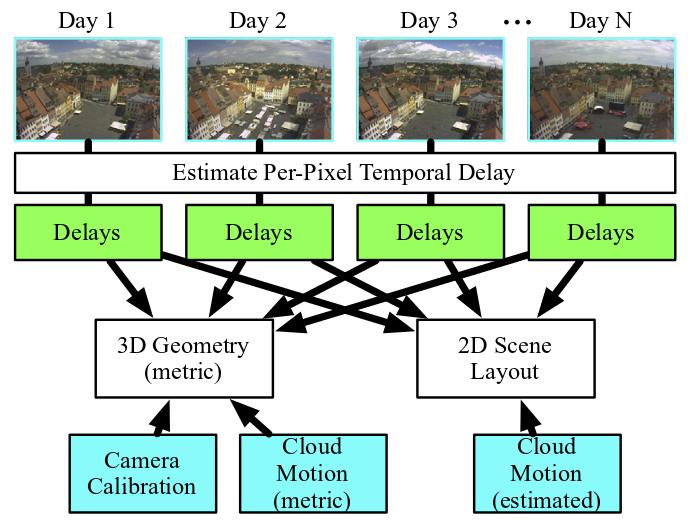 Day 1 Day 2 Day 3 ··· Day N
Estimate Per-Pixel Temporal Delay
Delays Delays Delays Delays
3D Geometry
(metric)
2D Scene
Layout
Camera
Calibration
Cloud
Motion
(metric)
Cloud
Motion
(estimated)